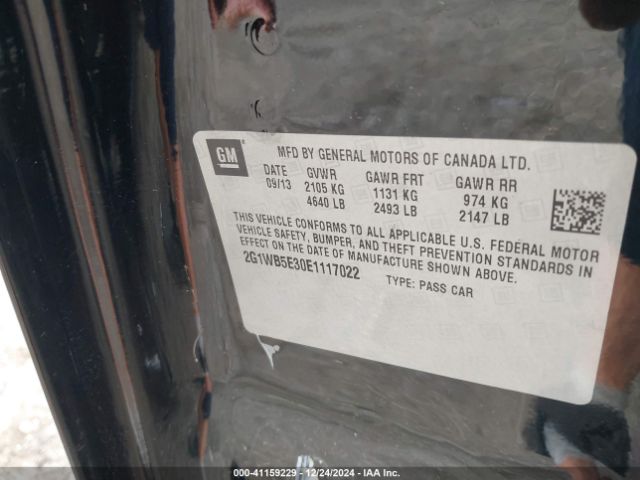 GM
MFD BY GENERAL MOTORS OF CANADA LTD.
DATE GVWR GAWR FRT GAWR RR
09/13 2105 KG 1131 KG 974 KG
4640 LB 2493 LB 2147 LB
THIS VEHICLE CONFORMS TO ALL APPLICABLE U.S. FEDERAL MOTOR
VEHICLE SAFETY, BUMPER, AND THEFT PREVENTION STANDARDS IN
EFFECT ON THE DATE OF MANUFACTURE SHOWN ABOVE.
2G1WB5E30E1117022 TYPE: PASS CAR
000-41159229 - 12/24/2024 - IAA Inc.